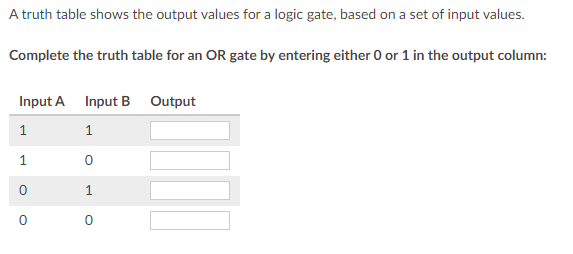 A truth table shows the output values for a logic gate, based on a set of input values.
Complete the truth table for an OR gate by entering either 0 or 1 in the output column:
Input A Input B Output
1 1
1 0
0 1
0 0